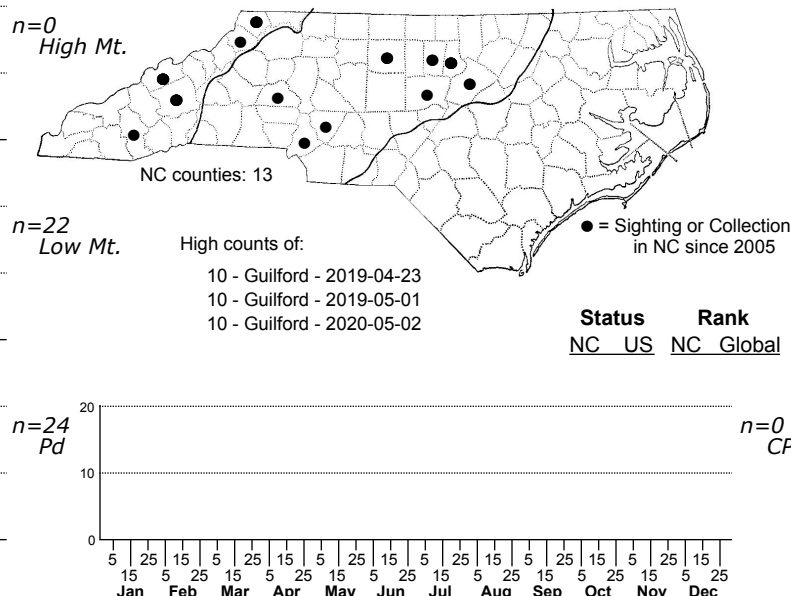 n=0
High Mt.
NC counties: 13
n=22
Low Mt.
High counts of:
10 - Guilford - 2019-04-23
10 - Guilford - 2019-05-01
10 - Guilford - 2020-05-02
● = Sighting or Collection
in NC since 2005
Status Rank
NC US NC Global
n=24
Pd
20
10
0
n=0
CP
5 15 25 5 15 25 5 15 25 5 15 25 5 15 25 5 15 25 5 15 25 5 15 25 5 15 25 5 15 25 5 15 25 5 15 25
Jan Feb Mar Apr May Jun Jul Aug Sep Oct Nov Dec